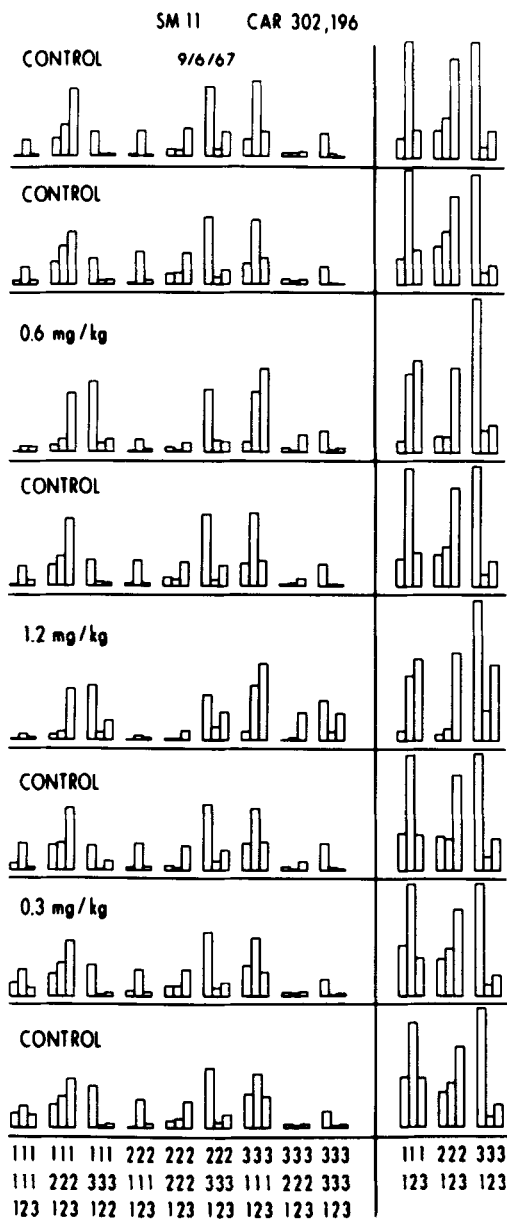 SM 11 CAR 302,196
CONTROL 9/6/67
CONTROL
0.6 mg/kg
CONTROL
1.2 mg/kg
CONTROL
0.3 mg/kg
CONTROL
111 111 111 222 222 222 333 333 333 111 222 333
111 222 333 111 222 333 111 222 333 123 123 123
123 123 122 123 123 123 123 123 123